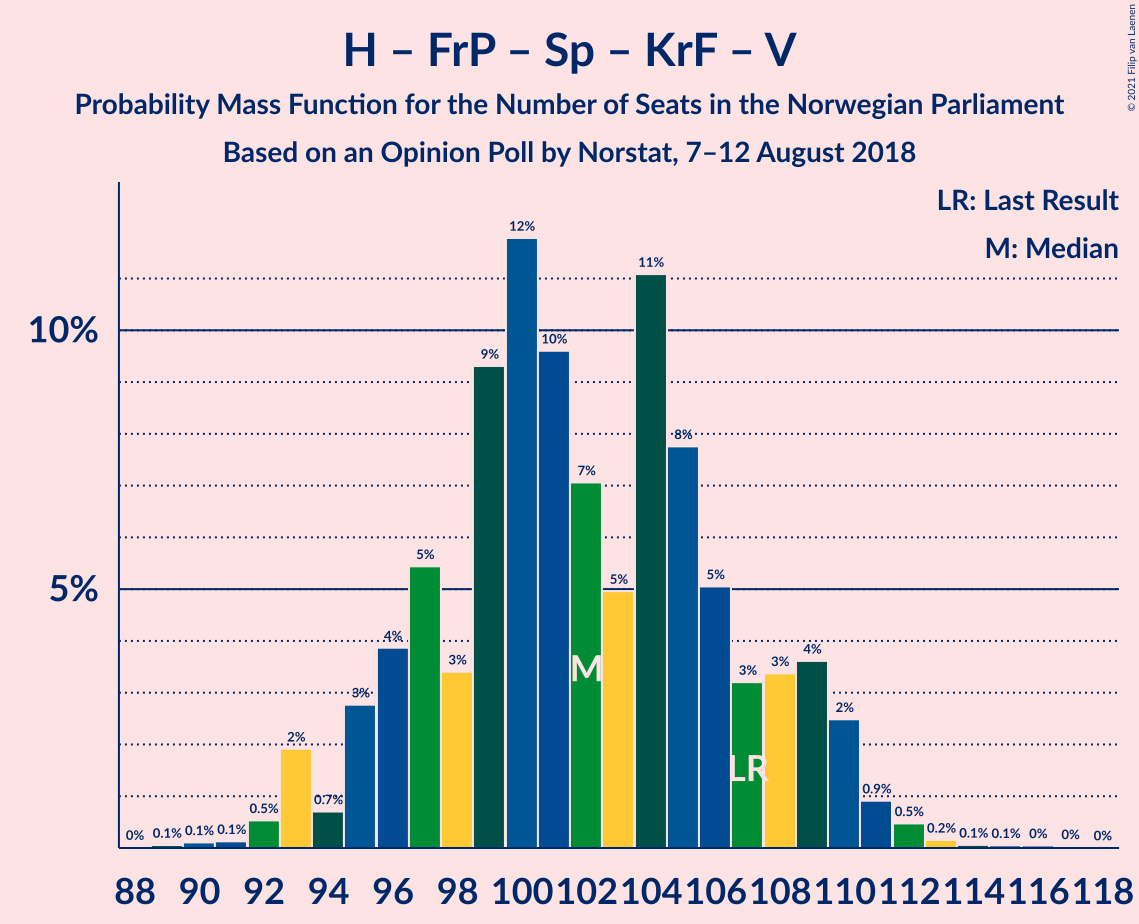 H – FrP – Sp – KrF – V
Probability Mass Function for the Number of Seats in the Norwegian Parliament
Based on an Opinion Poll by Norstat, 7–12 August 2018
© 2021 Filip van Laenen
LR: Last Result
M: Median
10%
5%
0% 0.1% 0.1% 0.1% 0.5% 2% 0.7% 3% 4% 5% 3% 9% 12% 10% 7% 5% 11% 8% 5% 3% 3% 4% 2% 0.9% 0.5% 0.2% 0.1% 0.1% 0% 0% 0%
M
LR
88 90 92 94 96 98 100 102 104 106 108 110 112 114 116 118